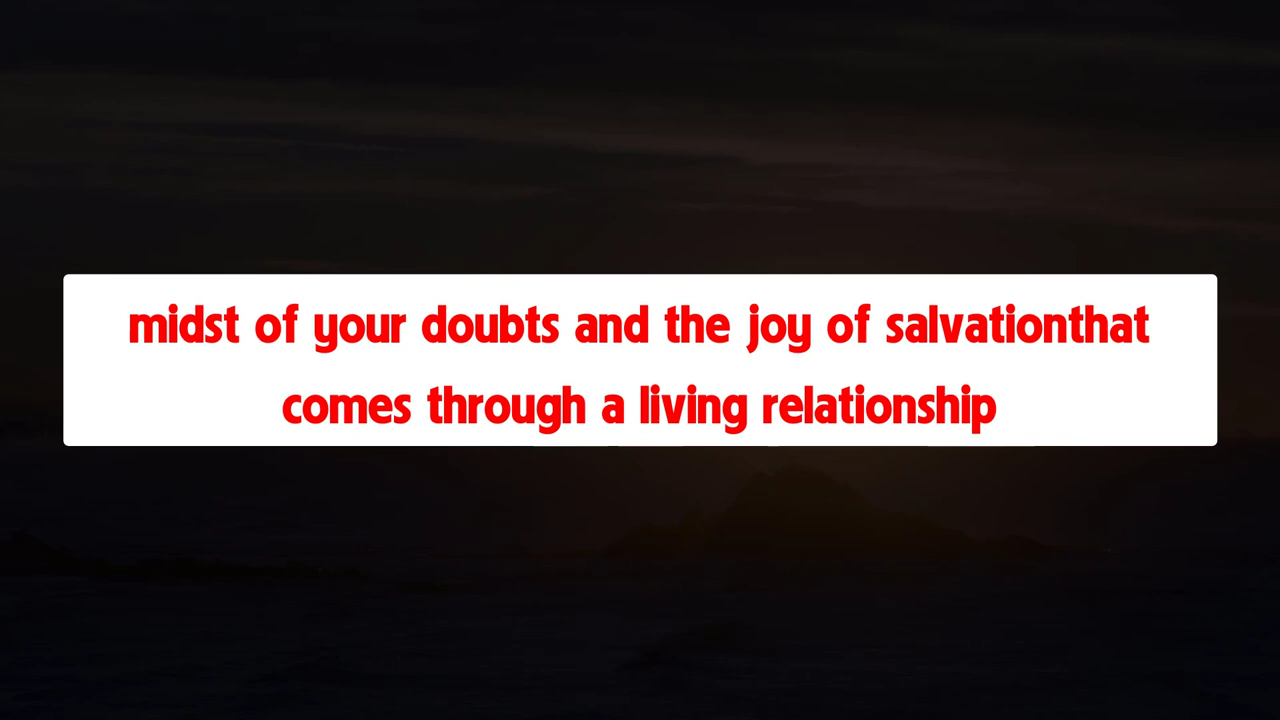 midst of your doubts and the joy of salvationthat
comes through a living relationship